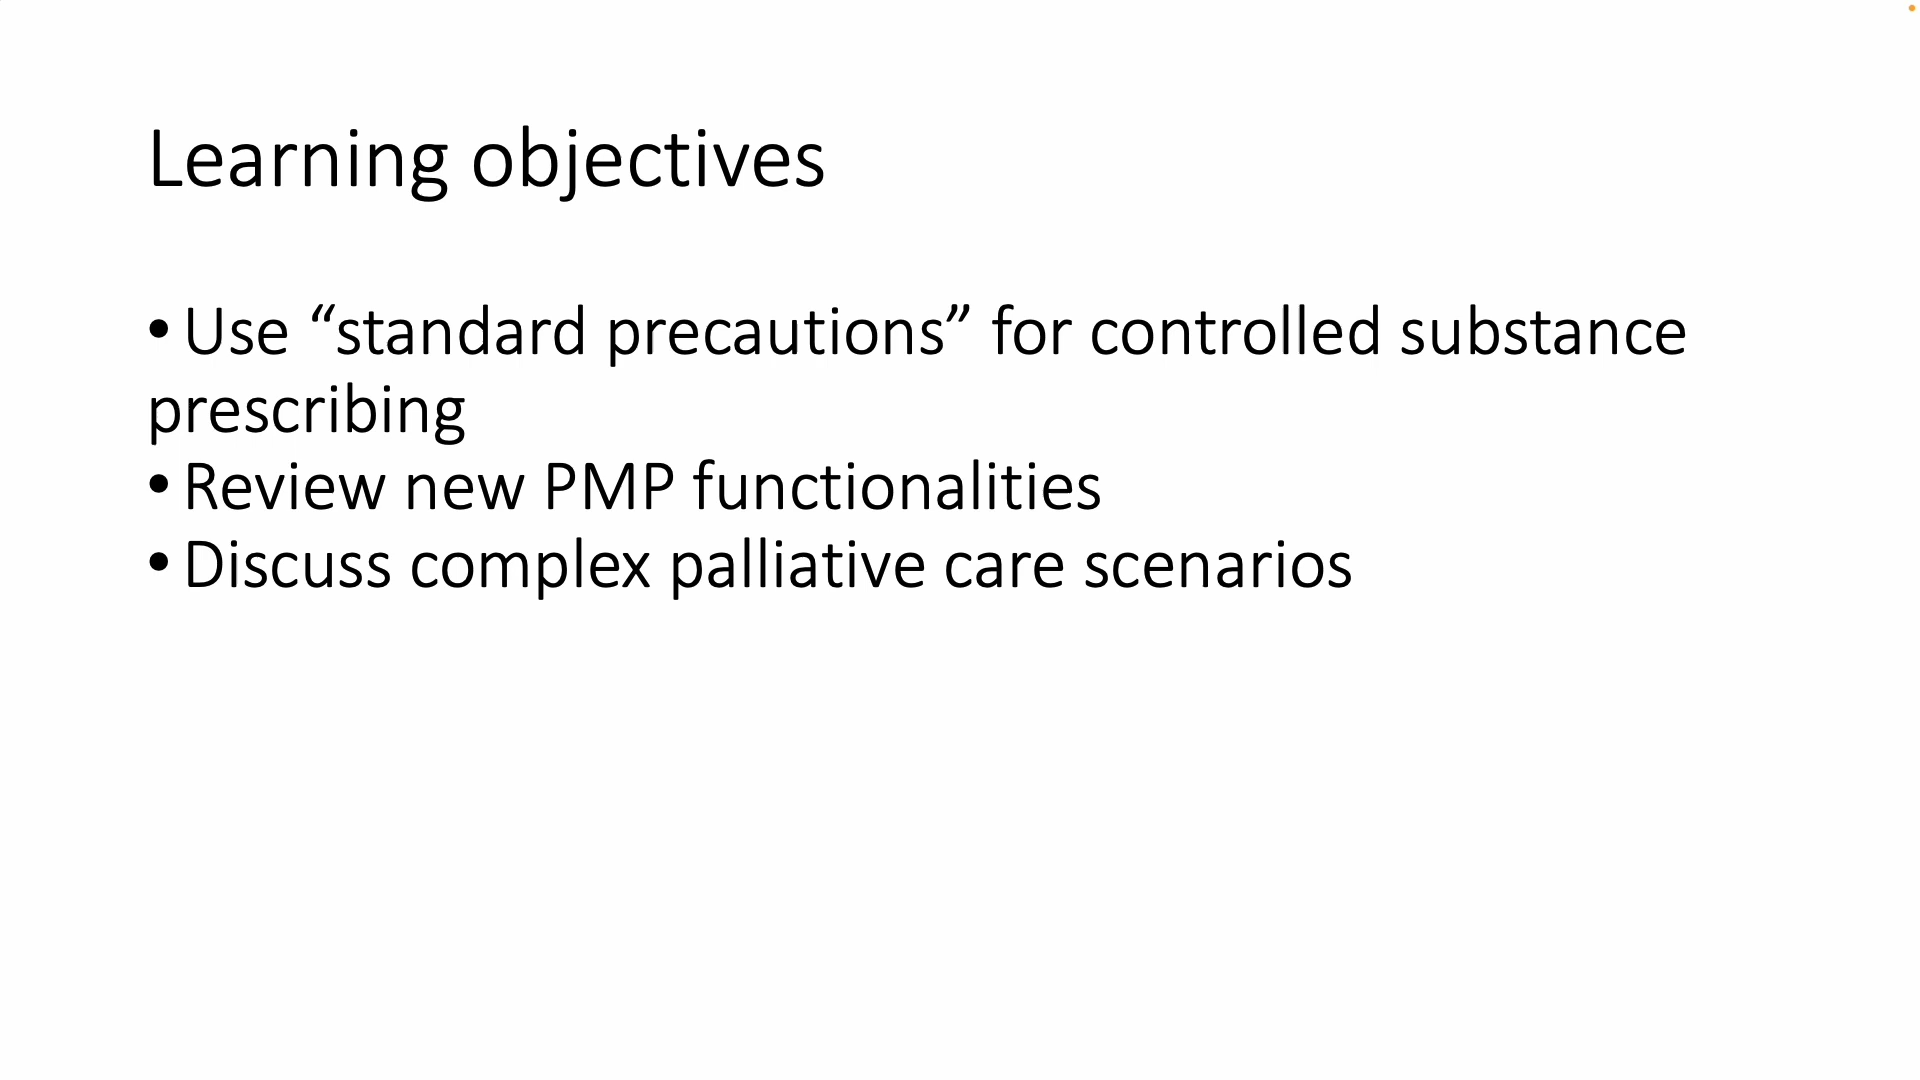 Learning objectives
• Use “standard precautions” for controlled substance
prescribing
• Review new PMP functionalities
• Discuss complex palliative care scenarios